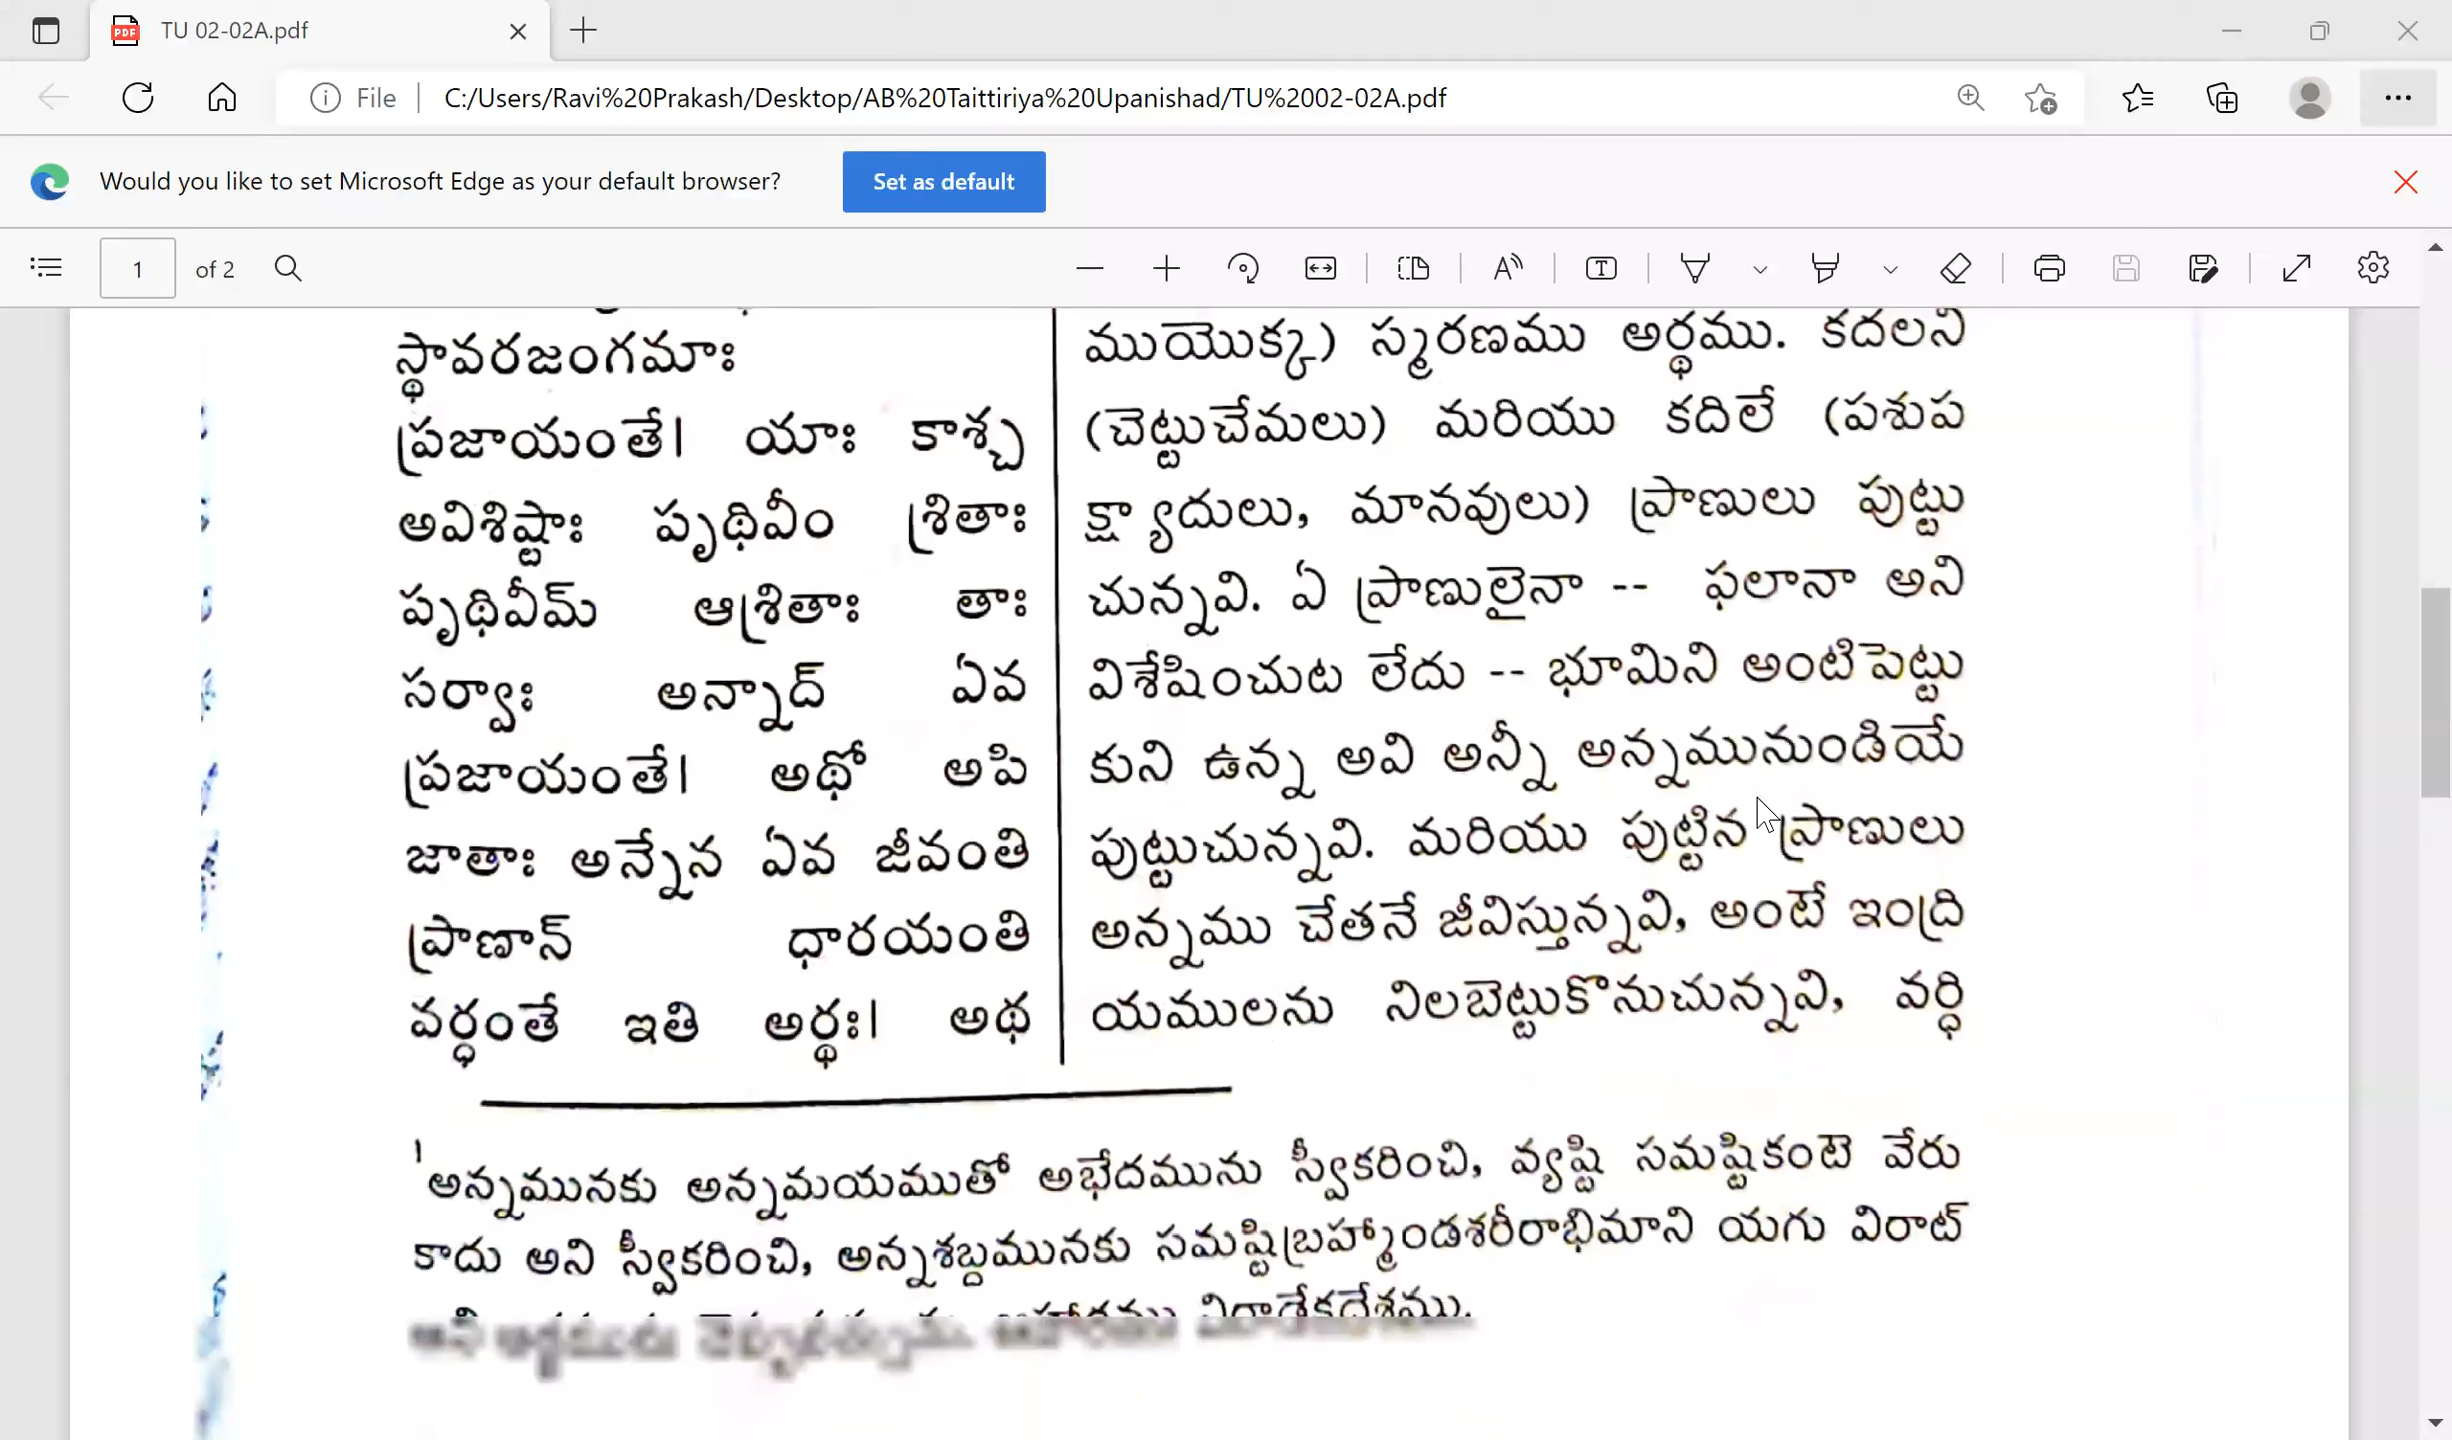 TU 02-02A.pdf
File C:/Users/Ravi%20Prakash/Desktop/AB%20Taittiriya%20Upanishad/TU%2002-02A.pdf
Would you like to set Microsoft Edge as your default browser? Set as default
1 of 2
స్థావరజంగమాః
ప్రజాయంతే। యాః కాశ్చ
అవిశిష్టాః పృథివీం శ్రితాః
పృథివీమ్ ఆశ్రితాః తాః
సర్వాః అన్నాద్ ఏవ
ప్రజాయంతే। అథో అపి
జాతాః అన్నేన ఏవ జీవంతి
ప్రాణాన్ ధారయంతి
వర్ధంతే ఇతి అర్థః। అథ
ముయొక్క) స్మరణము అర్థము. కదలని
(చెట్టుచేమలు) మరియు కదిలే (పశుప
క్ష్యాదులు, మానవులు) ప్రాణులు పుట్టు
చున్నవి. ఏ ప్రాణులైనా -- ఫలానా అని
విశేషించుట లేదు -- భూమిని అంటిపెట్టు
కుని ఉన్న అవి అన్నీ అన్నమునుండియే
పుట్టుచున్నవి. మరియు పుట్టిన ప్రాణులు
అన్నము చేతనే జీవిస్తున్నవి, అంటే ఇంద్రి
యములను నిలబెట్టుకొనుచున్నవి, వర్ధి
1 అన్నమునకు అన్నమయముతో అభేదమును స్వీకరించి, వ్యష్టి సమష్టికంటె వేరు
కాదు అని స్వీకరించి, అన్నశబ్దమునకు సమష్టిబ్రహ్మాండశరీరాభిమాని యగు విరాట్
విరాడేకదేశము.